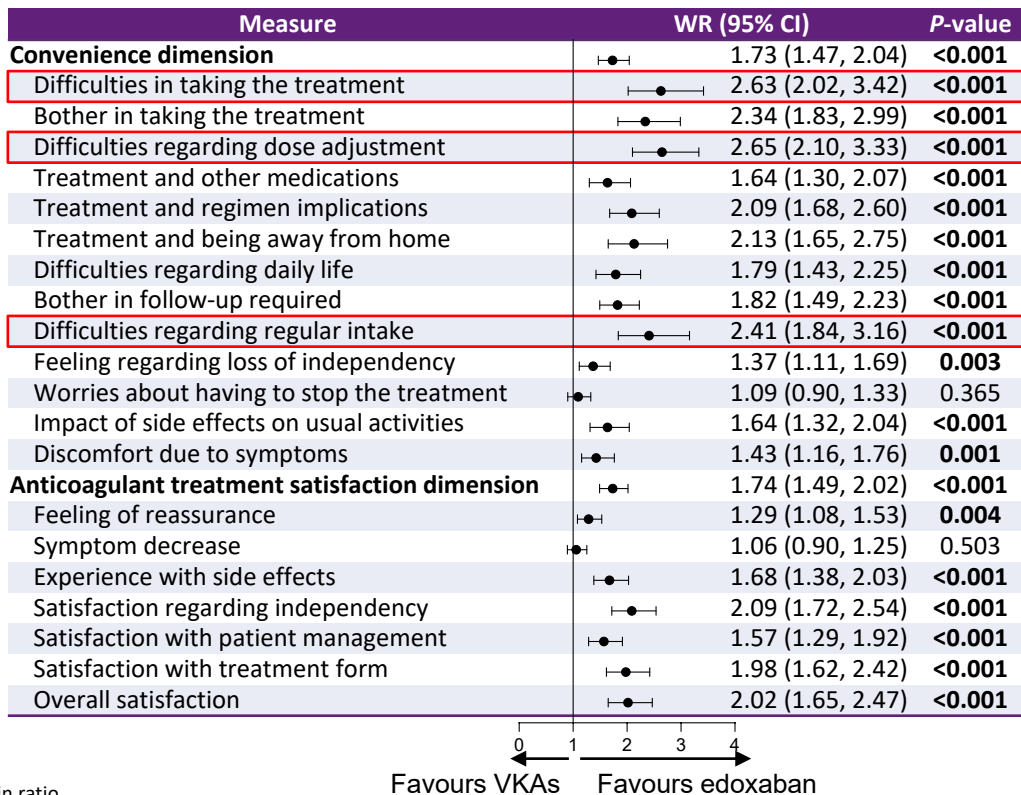 Measure WR (95% CI) P-value
Convenience dimension 1.73 (1.47, 2.04) <0.001
Difficulties in taking the treatment 2.63 (2.02, 3.42) <0.001
Bother in taking the treatment 2.34 (1.83, 2.99) <0.001
Difficulties regarding dose adjustment 2.65 (2.10, 3.33) <0.001
Treatment and other medications 1.64 (1.30, 2.07) <0.001
Treatment and regimen implications 2.09 (1.68, 2.60) <0.001
Treatment and being away from home 2.13 (1.65, 2.75) <0.001
Difficulties regarding daily life 1.79 (1.43, 2.25) <0.001
Bother in follow-up required 1.82 (1.49, 2.23) <0.001
Difficulties regarding regular intake 2.41 (1.84, 3.16) <0.001
Feeling regarding loss of independency 1.37 (1.11, 1.69) 0.003
Worries about having to stop the treatment 1.09 (0.90, 1.33) 0.365
Impact of side effects on usual activities 1.64 (1.32, 2.04) <0.001
Discomfort due to symptoms 1.43 (1.16, 1.76) 0.001
Anticoagulant treatment satisfaction dimension 1.74 (1.49, 2.02) <0.001
Feeling of reassurance 1.29 (1.08, 1.53) 0.004
Symptom decrease 1.06 (0.90, 1.25) 0.503
Experience with side effects 1.68 (1.38, 2.03) <0.001
Satisfaction regarding independency 2.09 (1.72, 2.54) <0.001
Satisfaction with patient management 1.57 (1.29, 1.92) <0.001
Satisfaction with treatment form 1.98 (1.62, 2.42) <0.001
Overall satisfaction 2.02 (1.65, 2.47) <0.001
0 1 2 3 4
Favours VKAs Favours edoxaban
in ratio